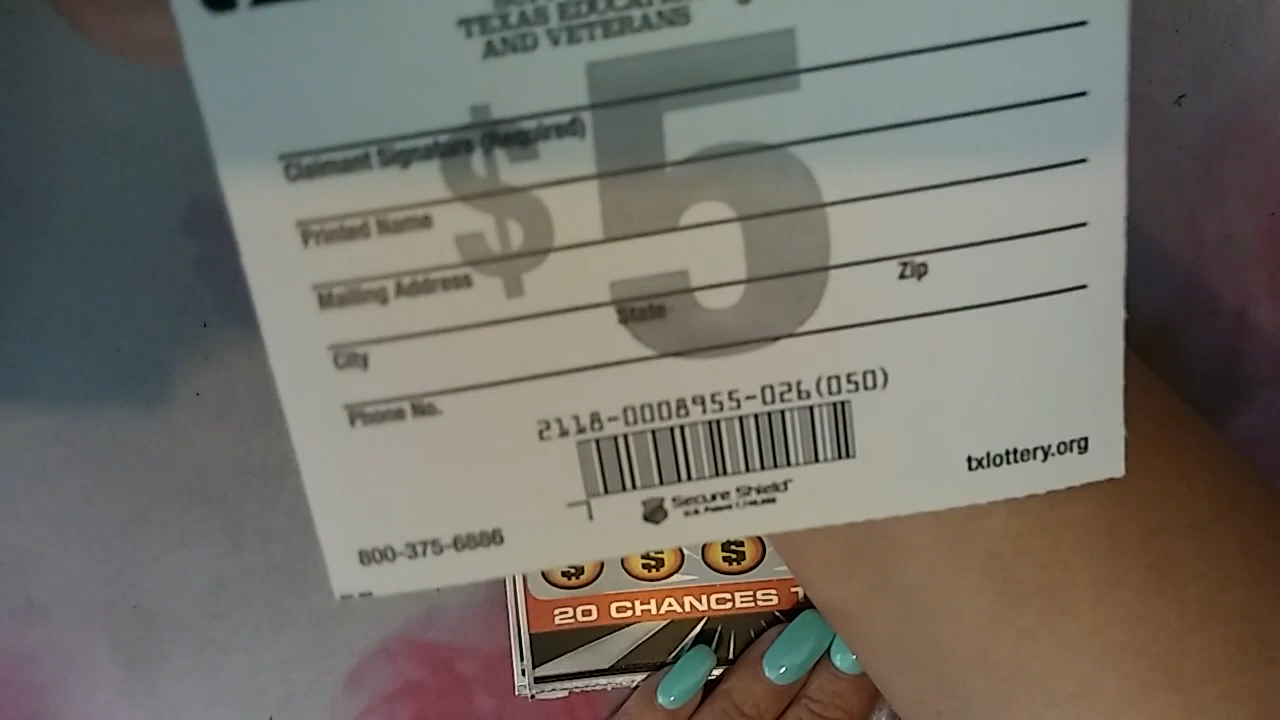 TEXAS EDUCAT
AND VETERANS
$5
Claimant Signature (Required)
Printed Name
Mailing Address
City State Zip
Phone No.
2118-0008955-026(050)
Secure Shield
txlottery.org
800-375-6886
$ $ $
20 CHANCES